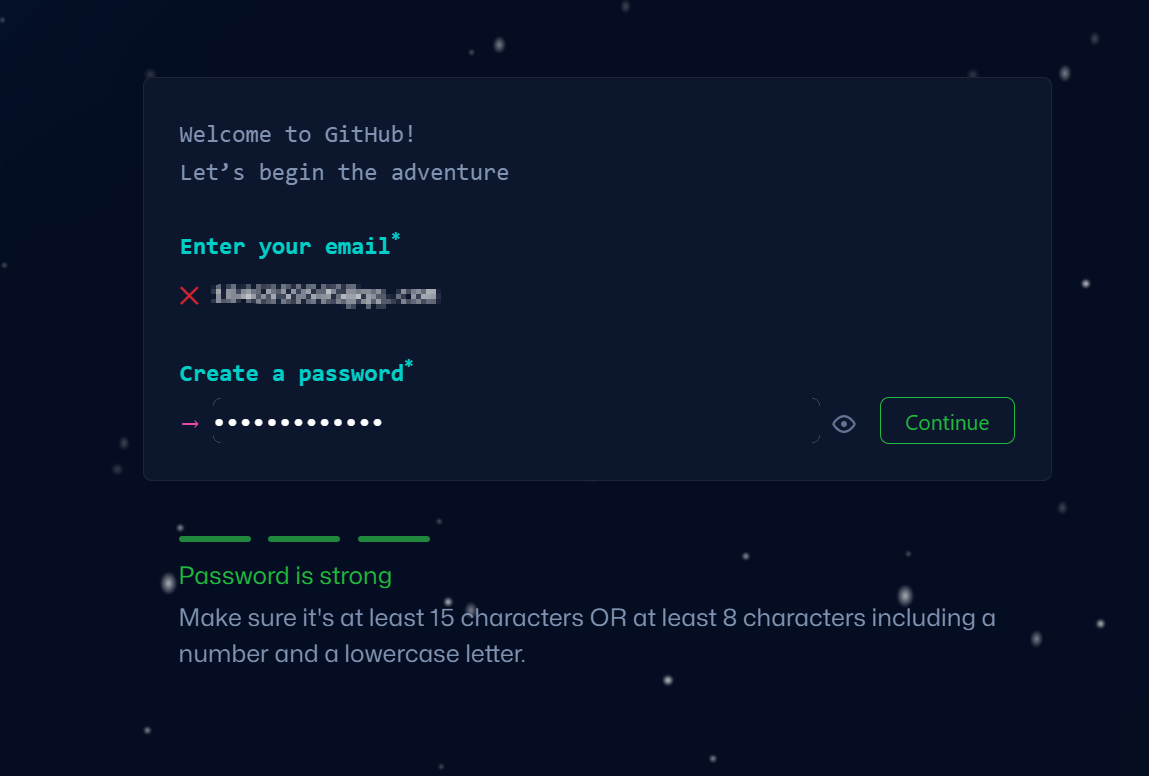 Welcome to GitHub!
Let’s begin the adventure
Enter your email*
Create a password*
→ ●●●●●●●●●●●●● Continue
Password is strong
Make sure it's at least 15 characters OR at least 8 characters including a
number and a lowercase letter.